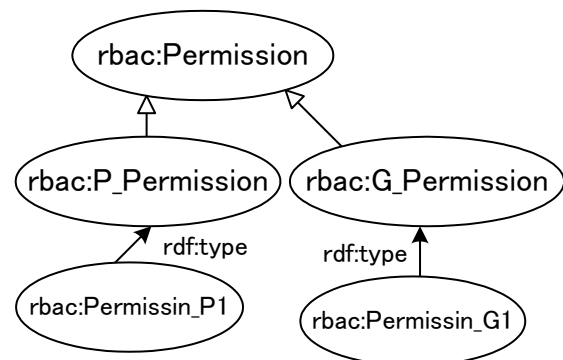 rbac:Permission
rbac:P_Permission
rbac:G_Permission
rdf:type
rdf:type
rbac:Permissin_P1
rbac:Permissin_G1